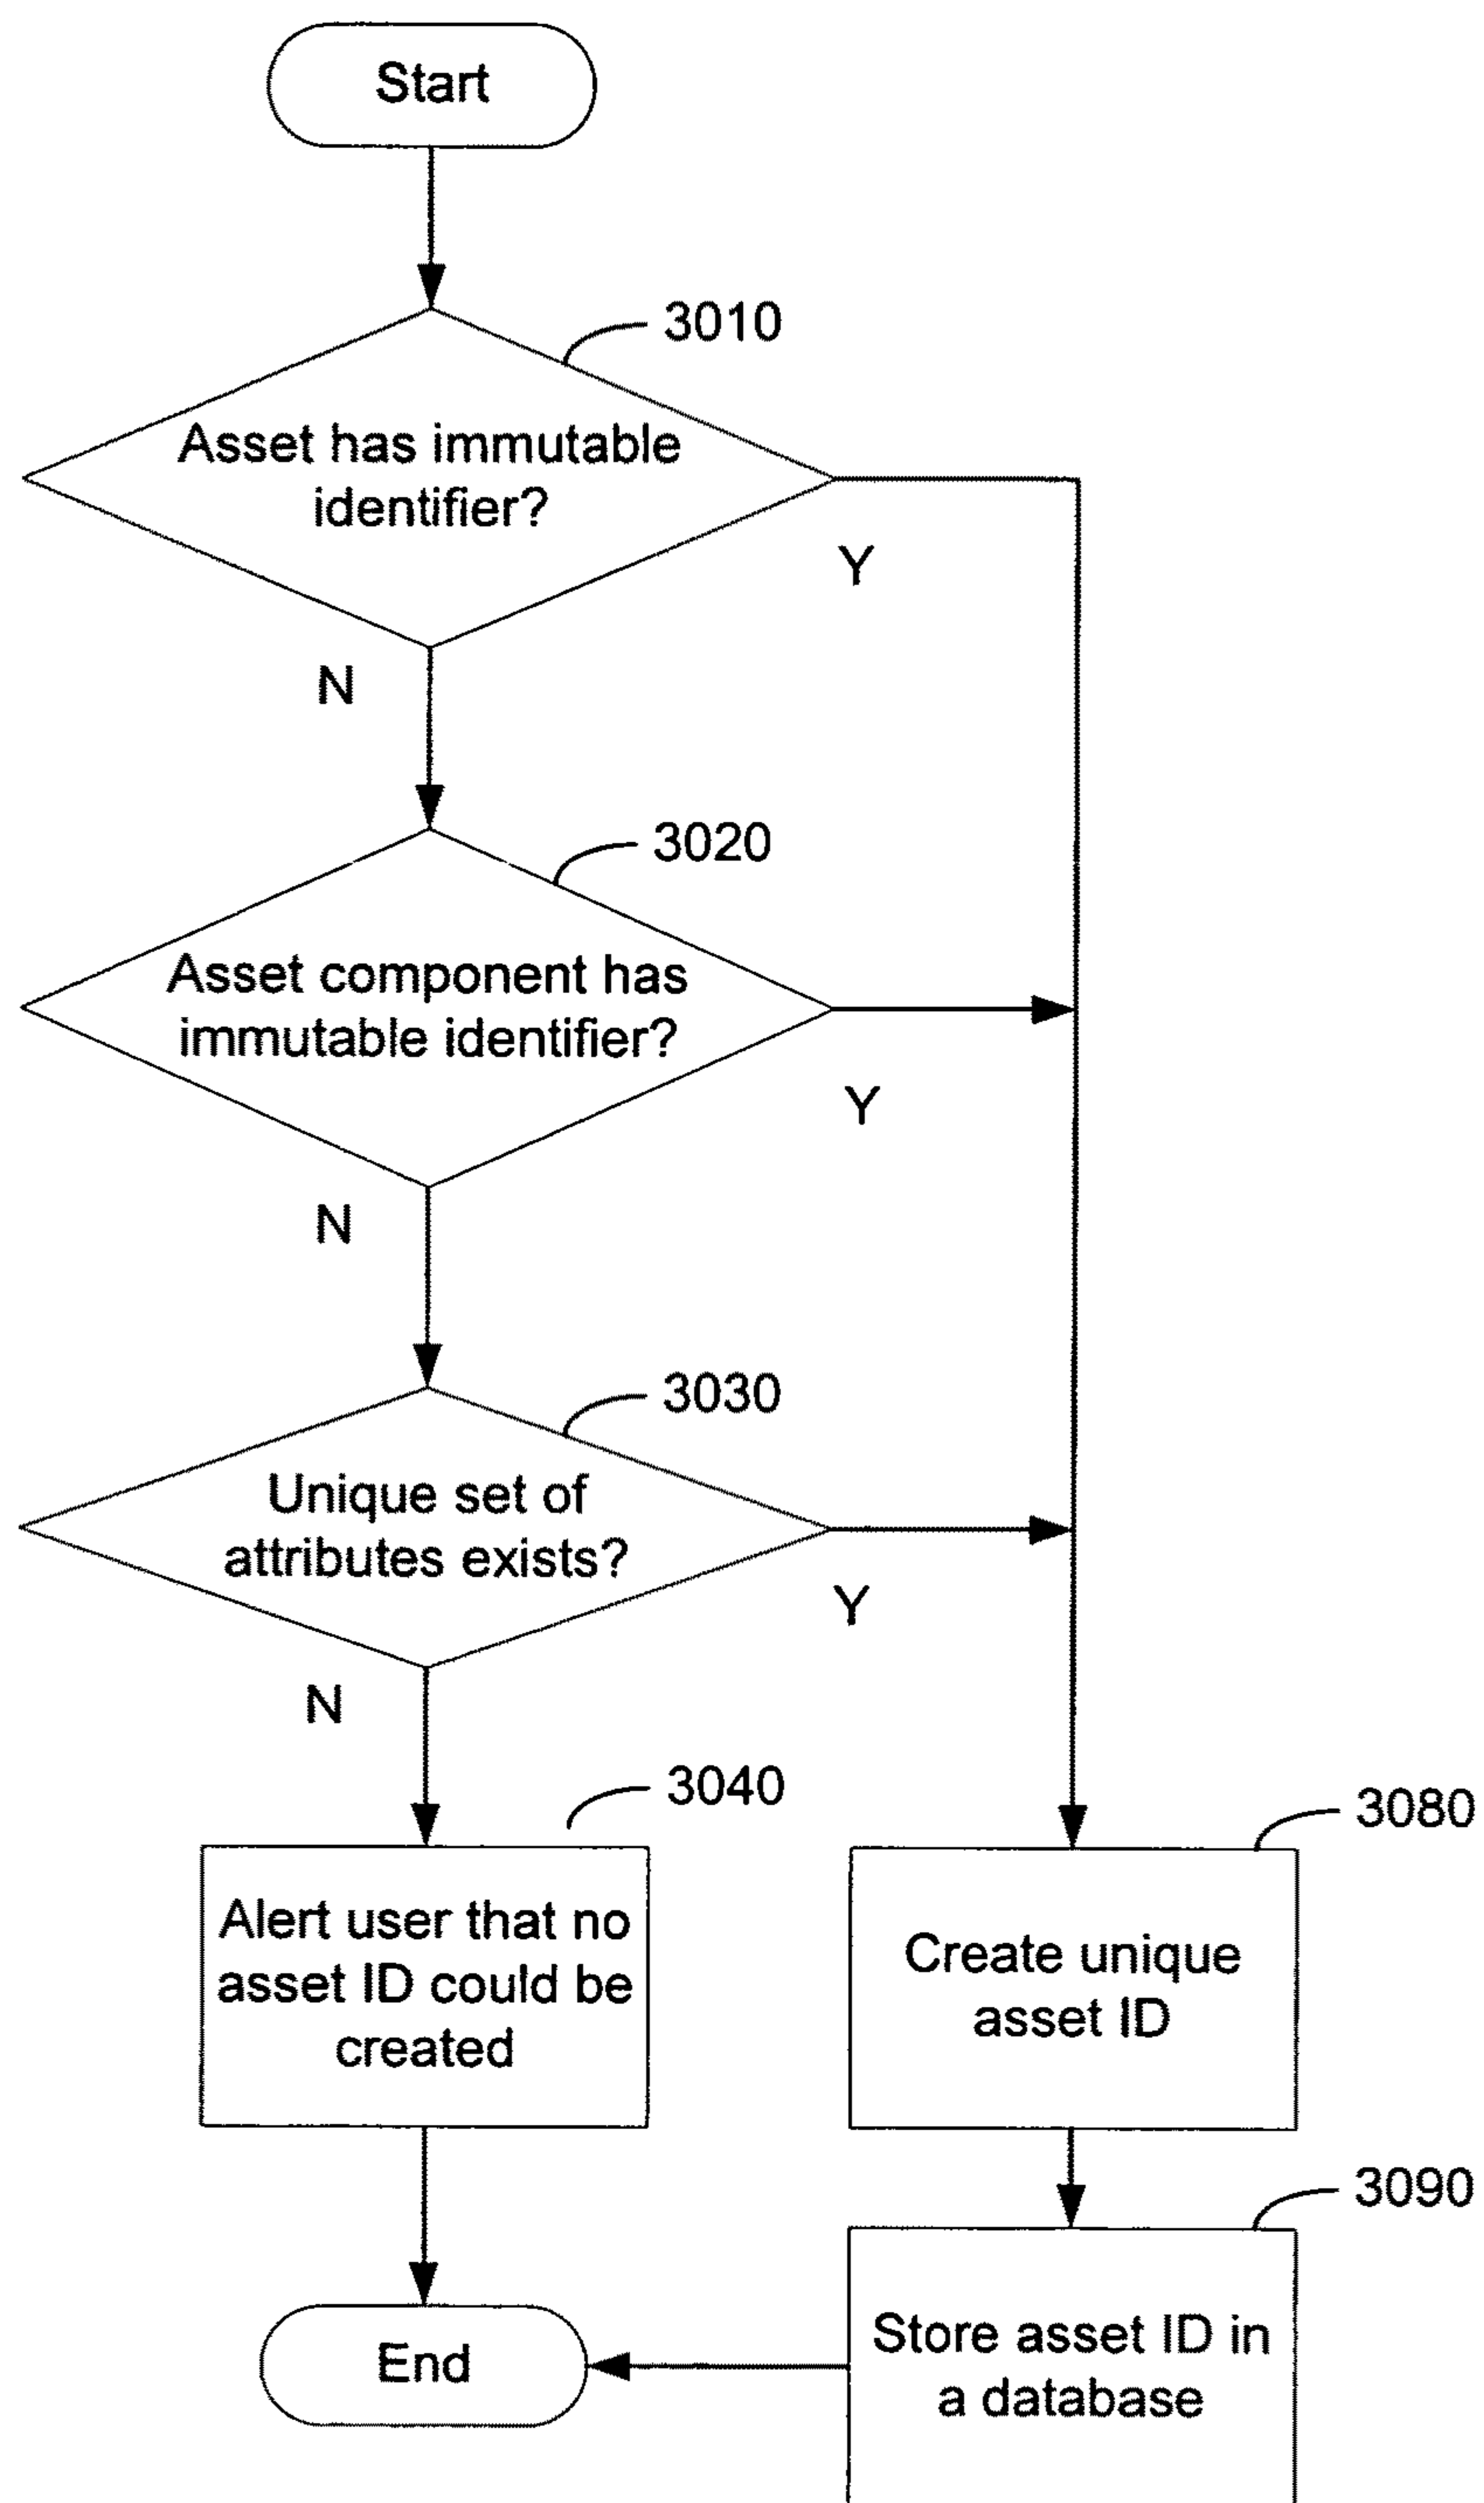 Start
3010
Asset has immutable
identifier?
Y
N
3020
Asset component has
immutable identifier?
Y
N
3030
Unique set of
attributes exists?
Y
N
3040
Alert user that no
asset ID could be
created
3080
Create unique
asset ID
3090
Store asset ID in
a database
End